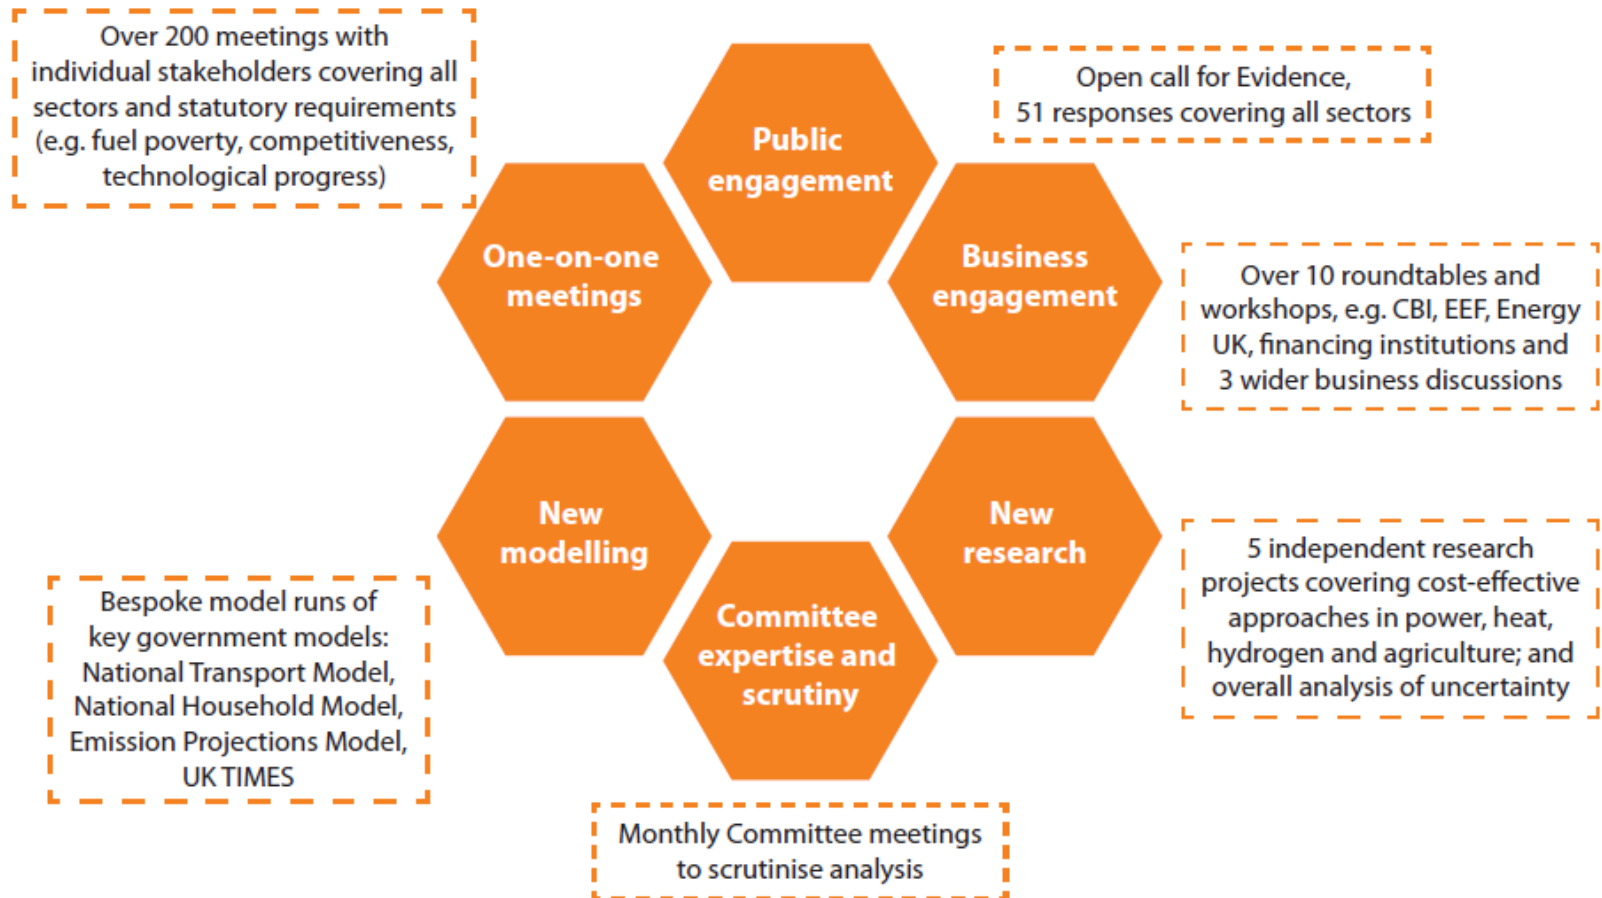 Over 200 meetings with
individual stakeholders covering all
sectors and statutory requirements
(e.g. fuel poverty, competitiveness,
technological progress)
Public
engagement
Open call for Evidence,
51 responses covering all sectors
One-on-one
meetings
Business
engagement
Over 10 roundtables and
workshops, e.g. CBI, EEF, Energy
UK, financing institutions and
3 wider business discussions
New
modelling
New
research
Bespoke model runs of
key government models:
National Transport Model,
National Household Model,
Emission Projections Model,
UK TIMES
Committee
expertise and
scrutiny
5 independent research
projects covering cost-effective
approaches in power, heat,
hydrogen and agriculture; and
overall analysis of uncertainty
Monthly Committee meetings
to scrutinise analysis